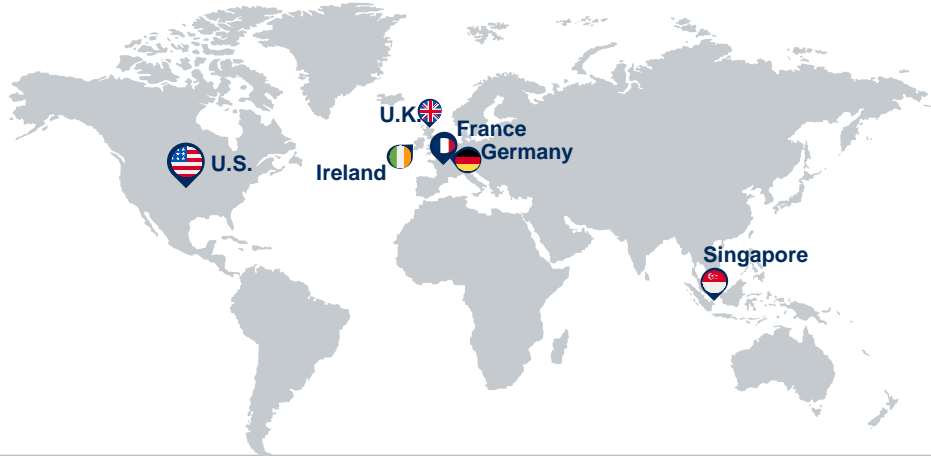 U.K.
France
Germany
U.S.
Ireland
Singapore